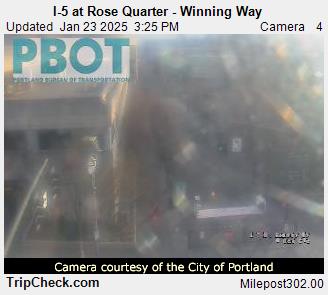 I-5 at Rose Quarter - Winning Way
Updated Jan 23 2025 3:25 PM Camera 4
PBOT
PORTLAND BUREAU OF TRANSPORTATION
Camera courtesy of the City of Portland
TripCheck.com Milepost302.00